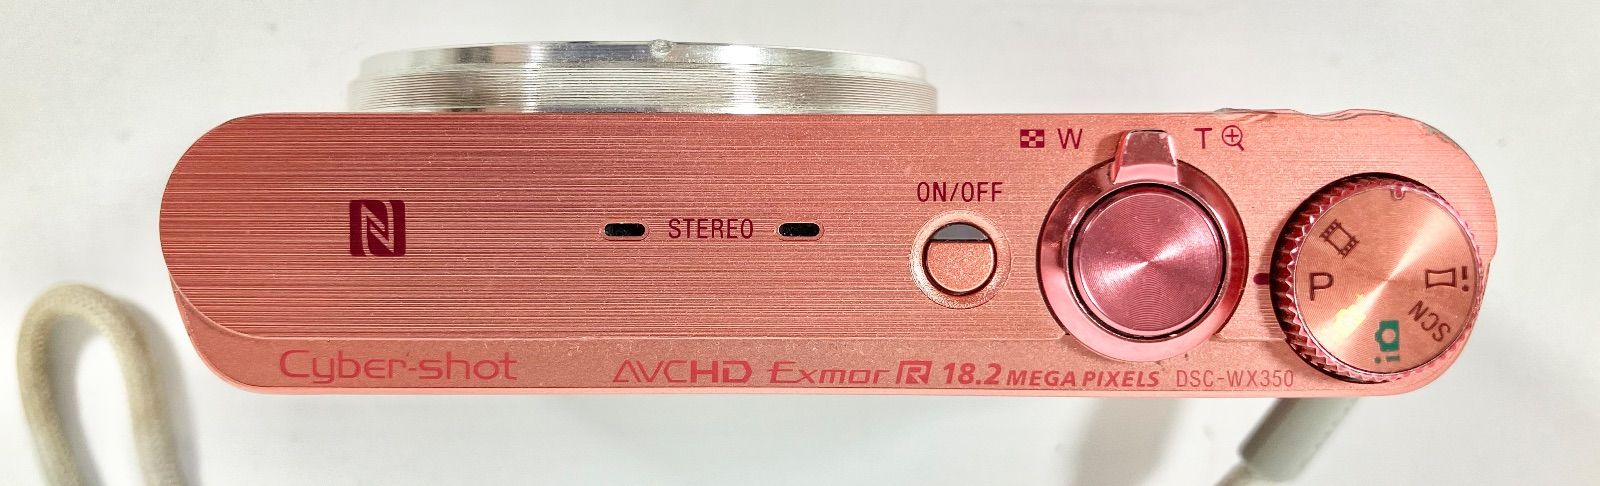 W T
ON/OFF
STEREO
P
SCN
i
Cyber-shot AVCHD Exmor R 18.2 MEGA PIXELS DSC-WX350